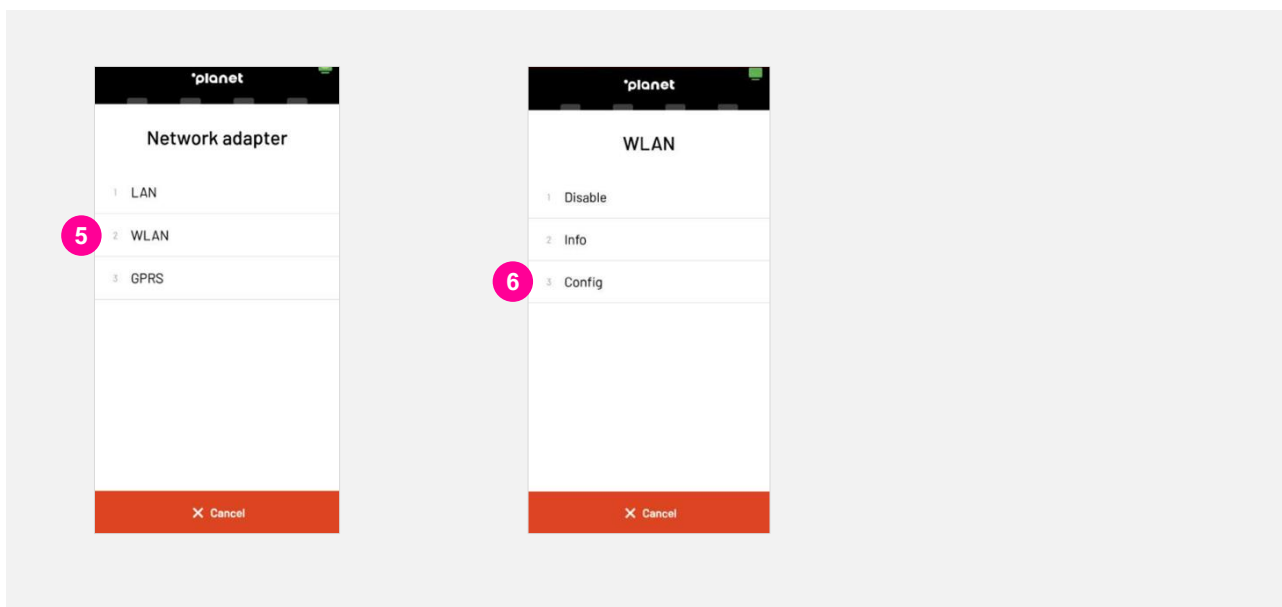 planet
Network adapter
1 LAN
5
2 WLAN
3 GPRS
X Cancel
planet
WLAN
1 Disable
2 Info
6
3 Config
X Cancel